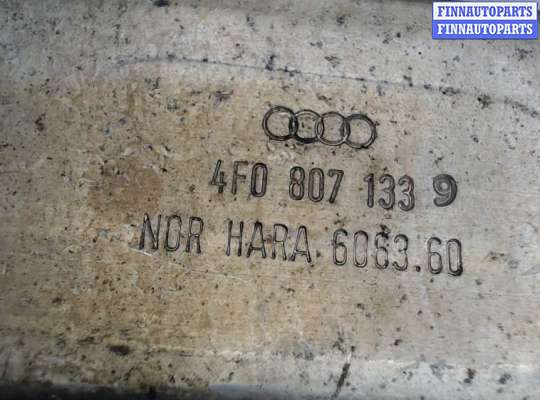 FINNAUTOPARTS
FINNAUTOPARTS
4F0 807 133 9
NOR HARA 6063.60